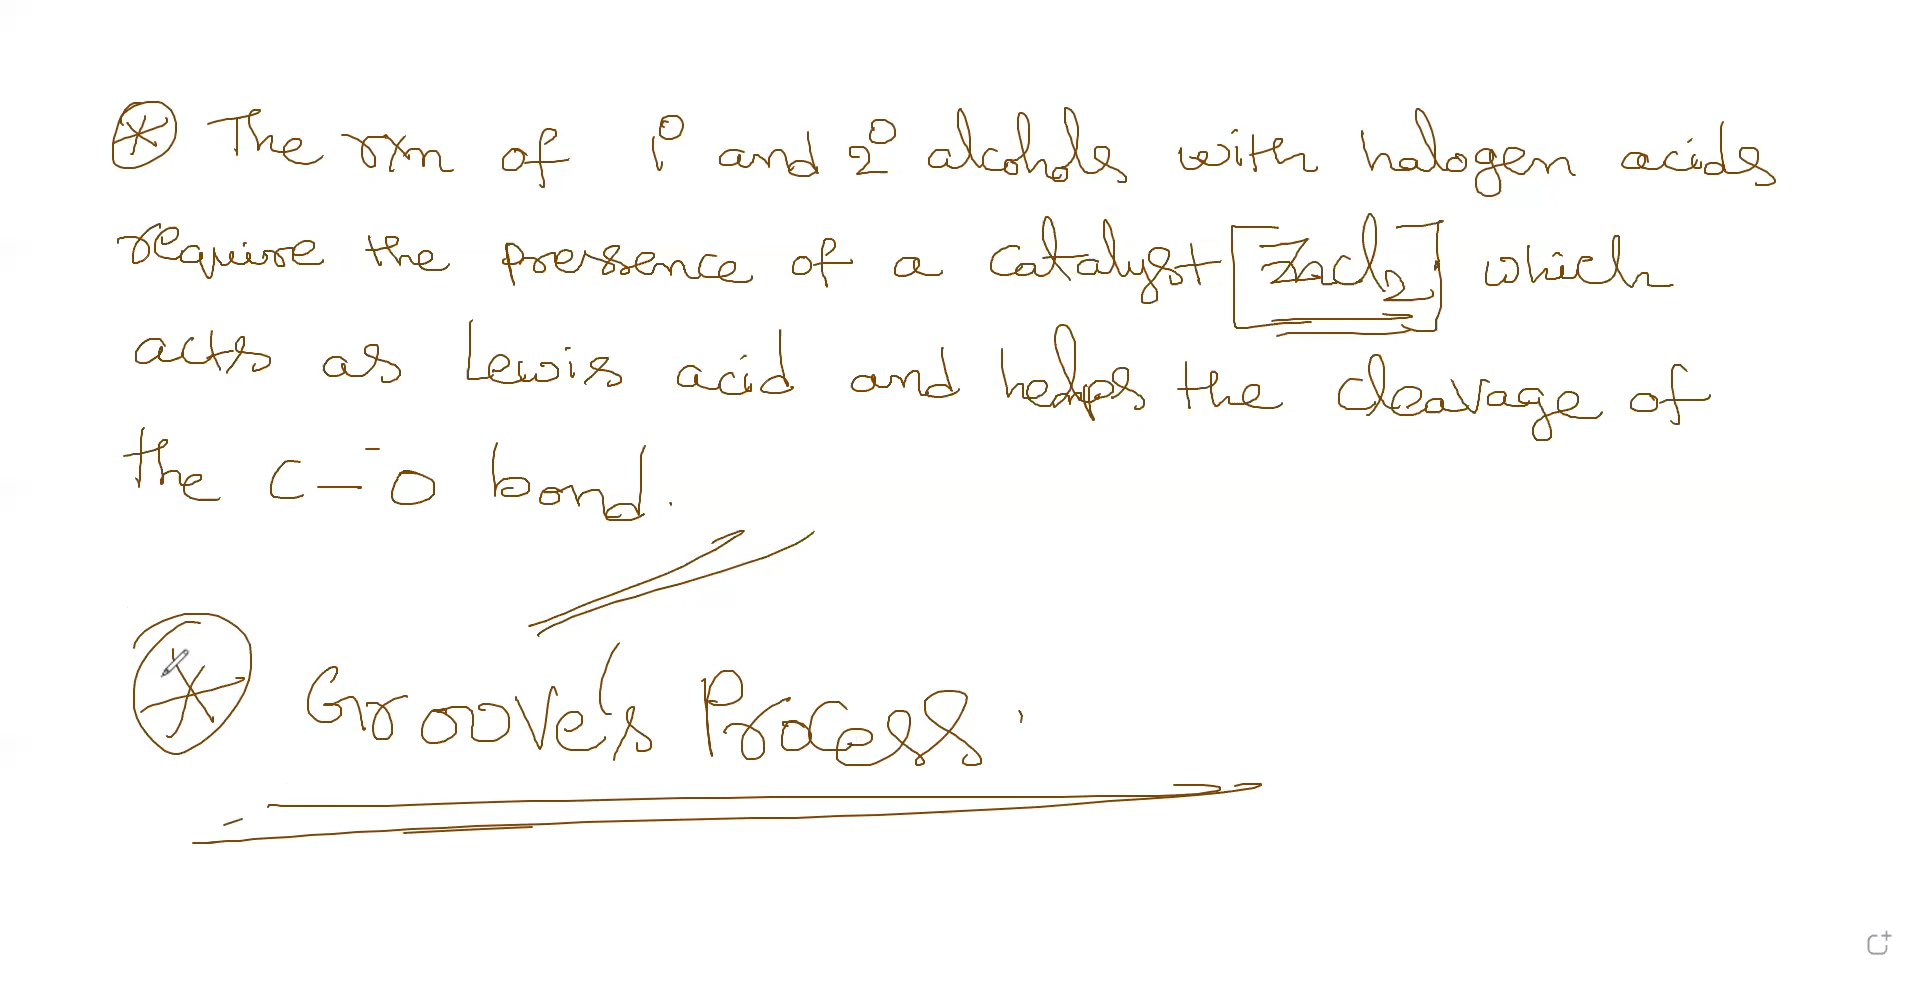 The rxn of 1° and 2° alcohols with halogen acids
require the pressence of a catalyst [ZnCl2] which
acts as Lewis acid and helps the cleavage of
the C-O bond.
Groove's Process.